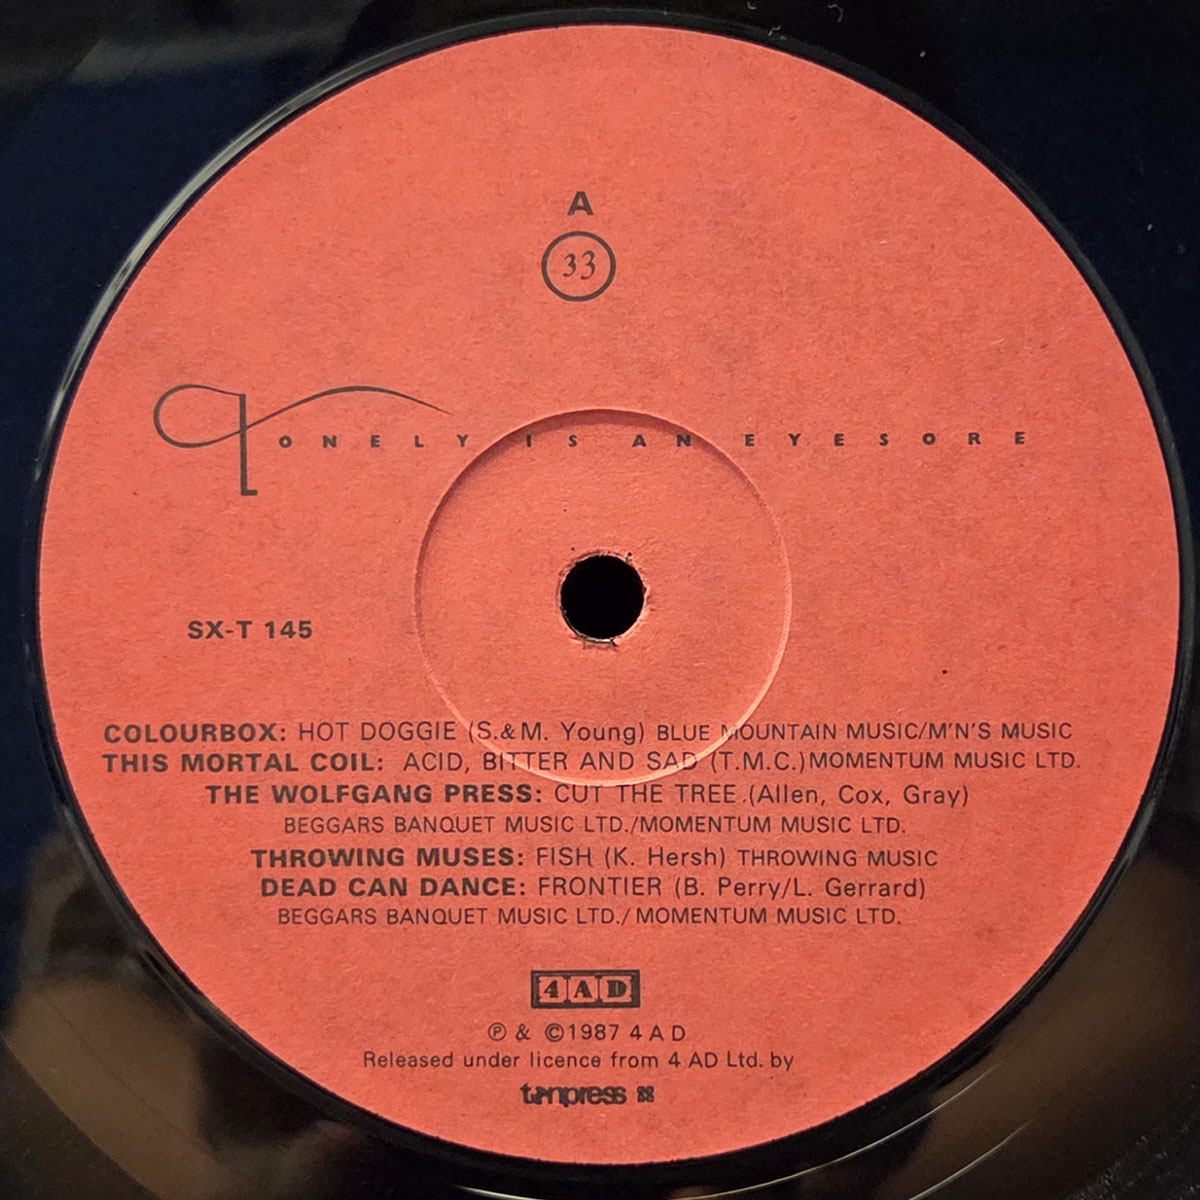 A
33
Lonely IS AN EYESORE
SX-T 145
COLOURBOX: HOT DOGGIE (S.&M. Young) BLUE MOUNTAIN MUSIC/M'N'S MUSIC
THIS MORTAL COIL: ACID, BITTER AND SAD (T.M.C.)MOMENTUM MUSIC LTD.
THE WOLFGANG PRESS: CUT THE TREE.(Allen, Cox, Gray)
BEGGARS BANQUET MUSIC LTD./MOMENTUM MUSIC LTD.
THROWING MUSES: FISH (K. Hersh) THROWING MUSIC
DEAD CAN DANCE: FRONTIER (B. Perry/L. Gerrard)
BEGGARS BANQUET MUSIC LTD./MOMENTUM MUSIC LTD.
4AD
℗ & ©1987 4 A D
Released under licence from 4 AD Ltd. by
tonpress